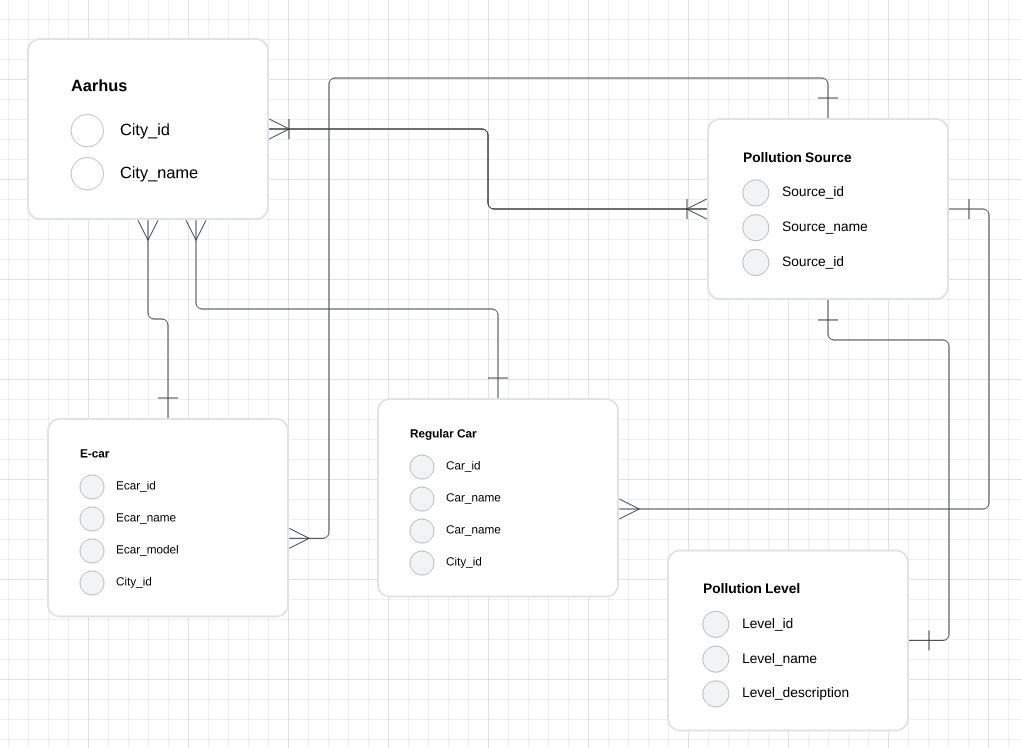 Aarhus
City_id
City_name
Pollution Source
Source_id
Source_name
Source_id
E-car
Ecar_id
Ecar_name
Ecar_model
City_id
Regular Car
Car_id
Car_name
Car_name
City_id
Pollution Level
Level_id
Level_name
Level_description